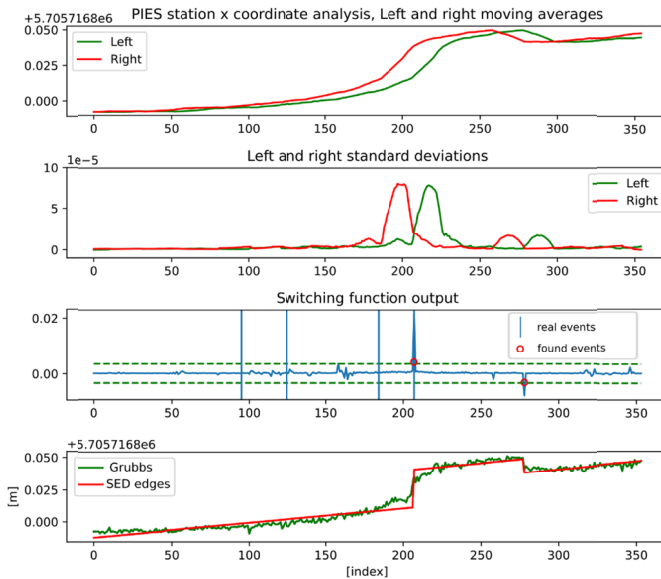 PIES station x coordinate analysis, Left and right moving averages
+5.7057168e6
0.050
0.025
0.000
Left
Right
0 50 100 150 200 250 300 350
Left and right standard deviations
1e−5
10
5
0
Left
Right
0 50 100 150 200 250 300 350
Switching function output
0.02
0.00
real events
found events
0 50 100 150 200 250 300 350
+5.7057168e6
0.050
0.025
0.000
[m]
Grubbs
SED edges
0 50 100 150 200 250 300 350
[index]